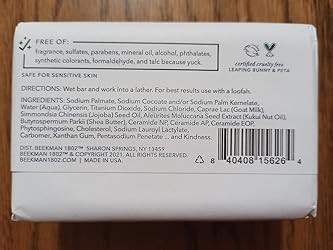 FREE OF:
fragrance, sulfates, parabens, mineral oil, alcohol, phthalates,
synthetic colorants, formaldehyde, and talc because yuck.
certified cruelty free
LEAPING BUNNY & PETA
SAFE FOR SENSITIVE SKIN
DIRECTIONS: Wet bar and work into a lather. For best results use with a loofah.
INGREDIENTS: Sodium Palmate, Sodium Cocoate and/or Sodium Palm Kernelate,
Water (Aqua), Glycerin, Titanium Dioxide, Sodium Chloride, Caprae Lac (Goat Milk),
Simmondsia Chinensis (Jojoba) Seed Oil, Aleurites Moluccana Seed Extract (Kukui Nut Oil),
Butyrospermum Parkii (Shea Butter), Ceramide NP, Ceramide AP, Ceramide EOP,
Phytosphingosine, Cholesterol, Sodium Lauroyl Lactylate,
Carbomer, Xanthan Gum, Pentasodium Penetate ... and Kindness.
DIST. BEEKMAN 1802™ SHARON SPRINGS, NY 13459
BEEKMAN 1802™ & COPYRIGHT 2021. ALL RIGHTS RESERVED.
BEEKMAN1802.COM
8 40408 15626 4